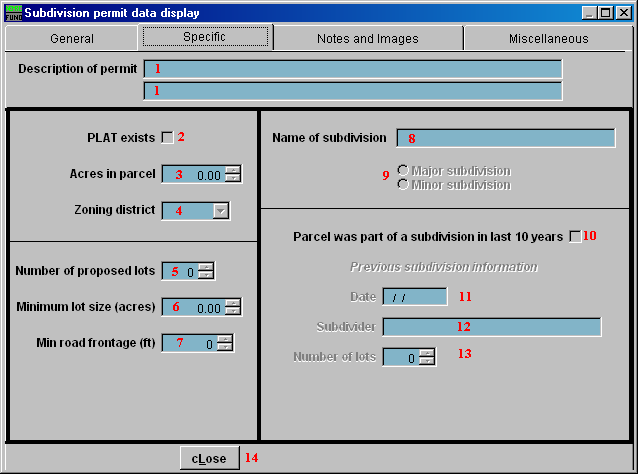 Subdivision permit data display
General
Specific
Notes and Images
Miscellaneous
Description of permit 1
1
PLAT exists 2
Acres in parcel 3 0.00
Zoning district 4
Number of proposed lots 5 0
Minimum lot size (acres) 6 0.00
Min road frontage (ft) 7 0
Name of subdivision 8
9 Major subdivision
Minor subdivision
Parcel was part of a subdivision in last 10 years 10
Previous subdivision information
Date / / 11
Subdivider 12
Number of lots 0 13
cLose 14